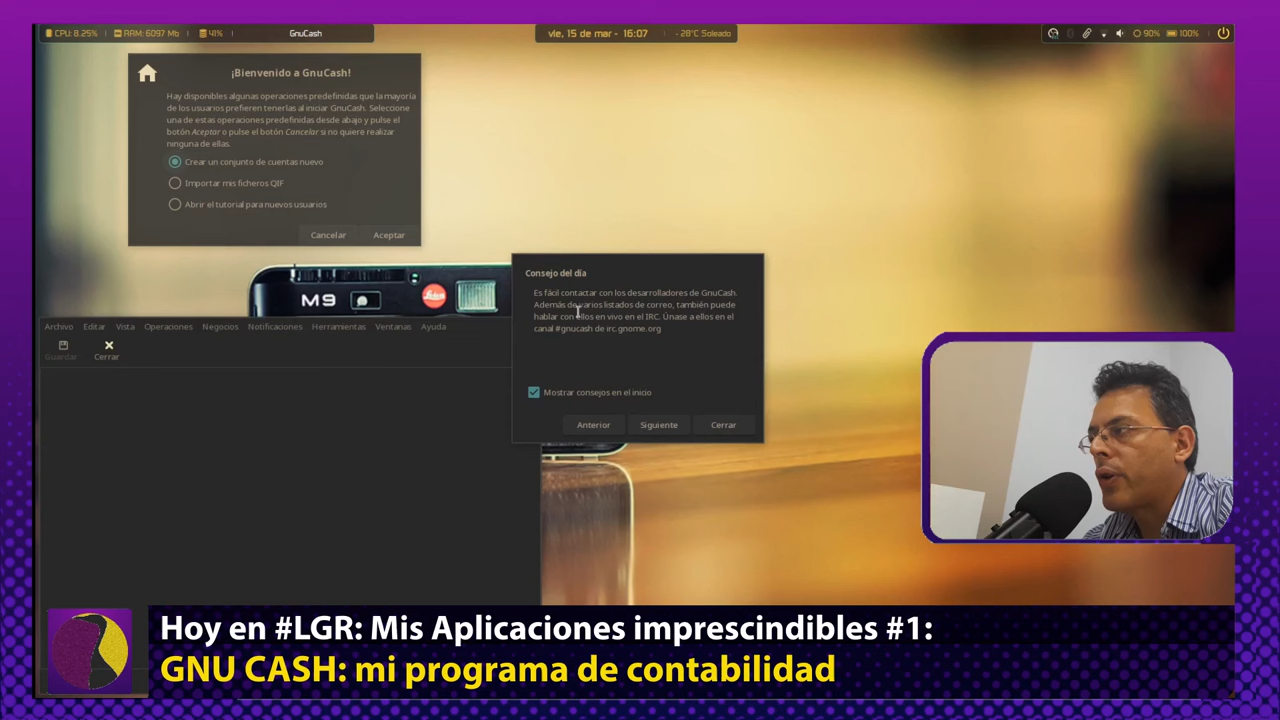 CPU: 8.25% | RAM: 6097 Mb | 41% | GnuCash vie, 15 de mar - 16:07 - 28°C Soleado 90% 100%
¡Bienvenido a GnuCash!
Hay disponibles algunas operaciones predefinidas que la mayoría
de los usuarios prefieren tenerlas al iniciar GnuCash. Seleccione
una de estas operaciones predefinidas desde abajo y pulse el
botón Aceptar o pulse el botón Cancelar si no quiere realizar
ninguna de ellas.
Crear un conjunto de cuentas nuevo
Importar mis ficheros QIF
Abrir el tutorial para nuevos usuarios
Cancelar Aceptar
M9
Leica
Consejo del día
Es fácil contactar con los desarrolladores de GnuCash.
Además de varios listados de correo, también puede
hablar con ellos en vivo en el IRC. Únase a ellos en el
canal #gnucash de irc.gnome.org
Mostrar consejos en el inicio
Anterior Siguiente Cerrar
Archivo Editar Vista Operaciones Negocios Notificaciones Herramientas Ventanas Ayuda
Guardar Cerrar
Hoy en #LGR: Mis Aplicaciones imprescindibles #1:
GNU CASH: mi programa de contabilidad